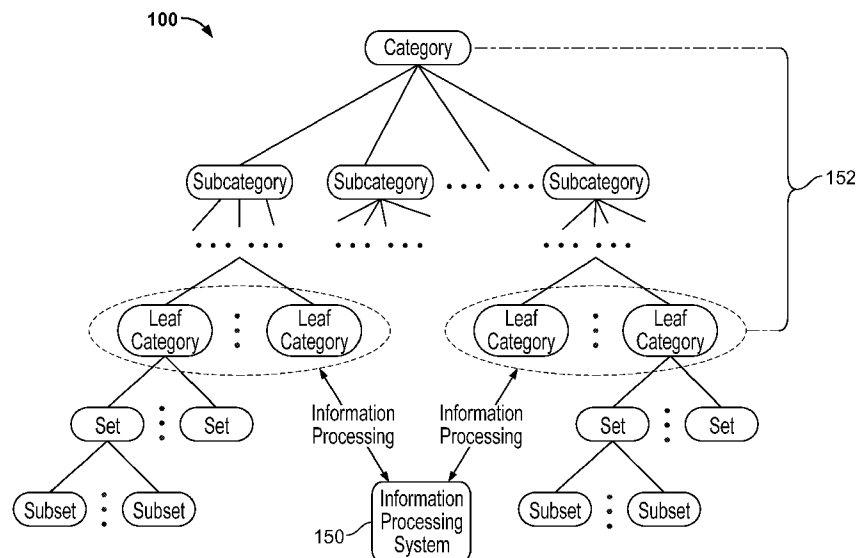 100
Category
Subcategory
Subcategory
Subcategory
152
Leaf
Category
Leaf
Category
Leaf
Category
Leaf
Category
Information
Processing
Information
Processing
Set
Set
Set
Set
Subset
Subset
150
Information
Processing
System
Subset
Subset